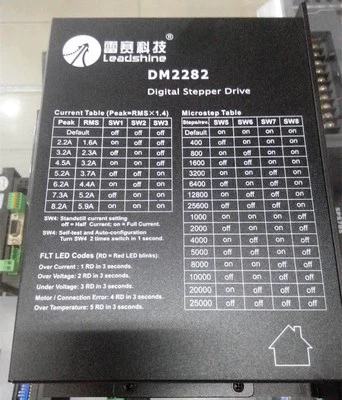 雷赛科技
Leadshine
DM2282
Digital Stepper Drive
Current Table (Peak=RMS×1.4)
Peak RMS SW1 SW2 SW3
Default off off off
2.2A 1.6A on off off
3.2A 2.3A off on off
4.5A 3.2A on on off
5.2A 3.7A off off on
6.2A 4.4A on off on
7.3A 5.2A off on on
8.2A 5.9A on on on
SW4: Standstill current setting
off = Half Current; on = Full Current.
SW4: Self-test and Auto-configuration
Turn SW4 2 times switch in 1 second.
FLT LED Codes (RD = Red LED blinks):
Over Current : 1 RD in 3 seconds.
Over Voltage: 2 RD in 3 seconds.
Under Voltage: 3 RD in 3 seconds.
Motor / Connection Error: 4 RD in 3 seconds.
Over Temperature: 5 RD in 3 seconds.
Microstep Table
Steps/rev. SW5 SW6 SW7 SW8
Default on on on on
400 off on on on
800 on off on on
1600 off off on on
3200 on on off on
6400 off on off on
12800 on off off on
25600 off off off on
1000 on on on off
2000 off on on off
4000 on off on off
5000 off off on off
8000 on on off off
10000 off on off off
20000 on off off off
25000 off off off off